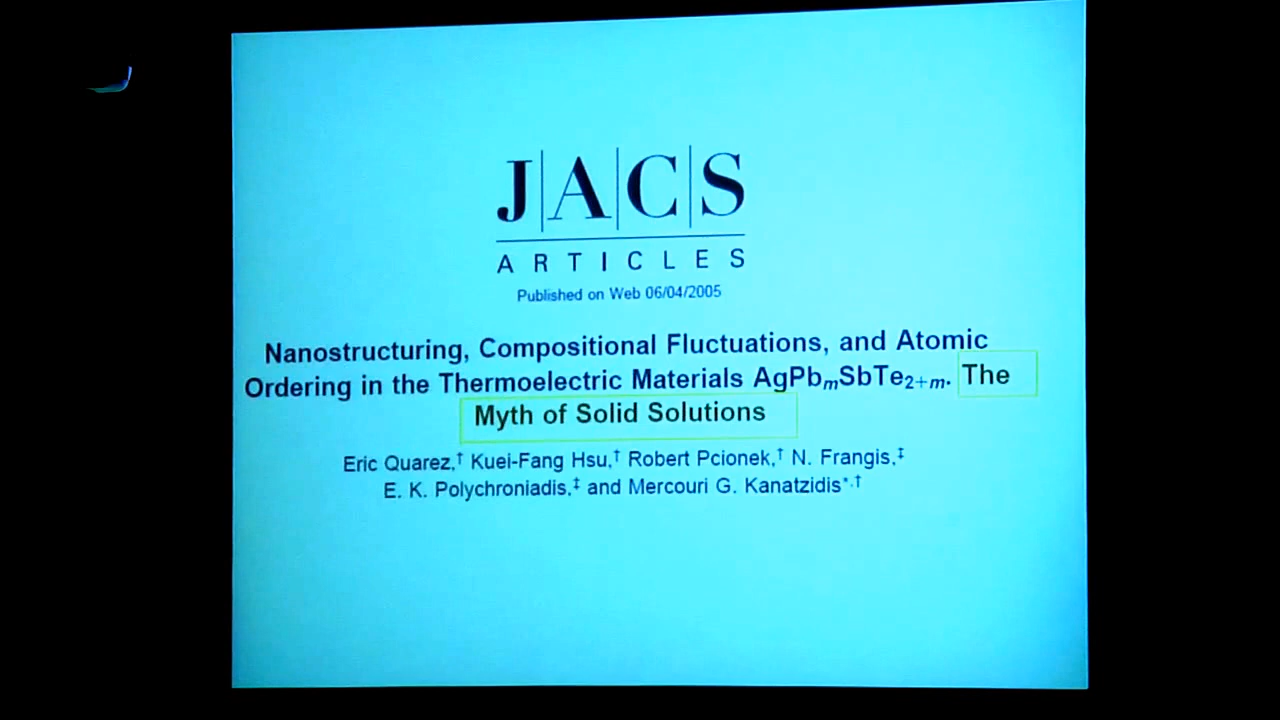 J|A|C|S
ARTICLES
Published on Web 06/04/2005
Nanostructuring, Compositional Fluctuations, and Atomic
Ordering in the Thermoelectric Materials AgPbₘSbTe₂₊ₘ. The
Myth of Solid Solutions
Eric Quarez,† Kuei-Fang Hsu,† Robert Pcionek,† N. Frangis,‡
E. K. Polychroniadis,‡ and Mercouri G. Kanatzidis*,†